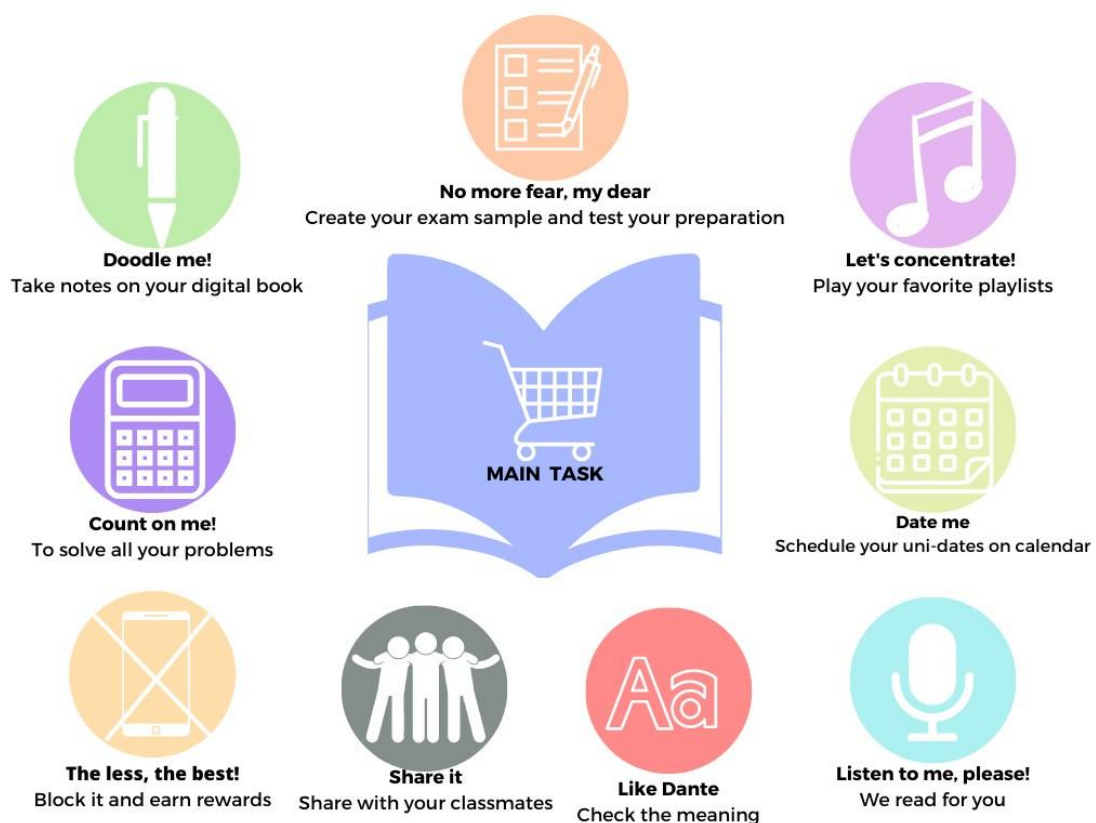 No more fear, my dear
Create your exam sample and test your preparation
Doodle me!
Take notes on your digital book
Let's concentrate!
Play your favorite playlists
MAIN TASK
Count on me!
To solve all your problems
Date me
Schedule your uni-dates on calendar
The less, the best!
Block it and earn rewards
Share it
Share with your classmates
Aa
Like Dante
Check the meaning
Listen to me, please!
We read for you